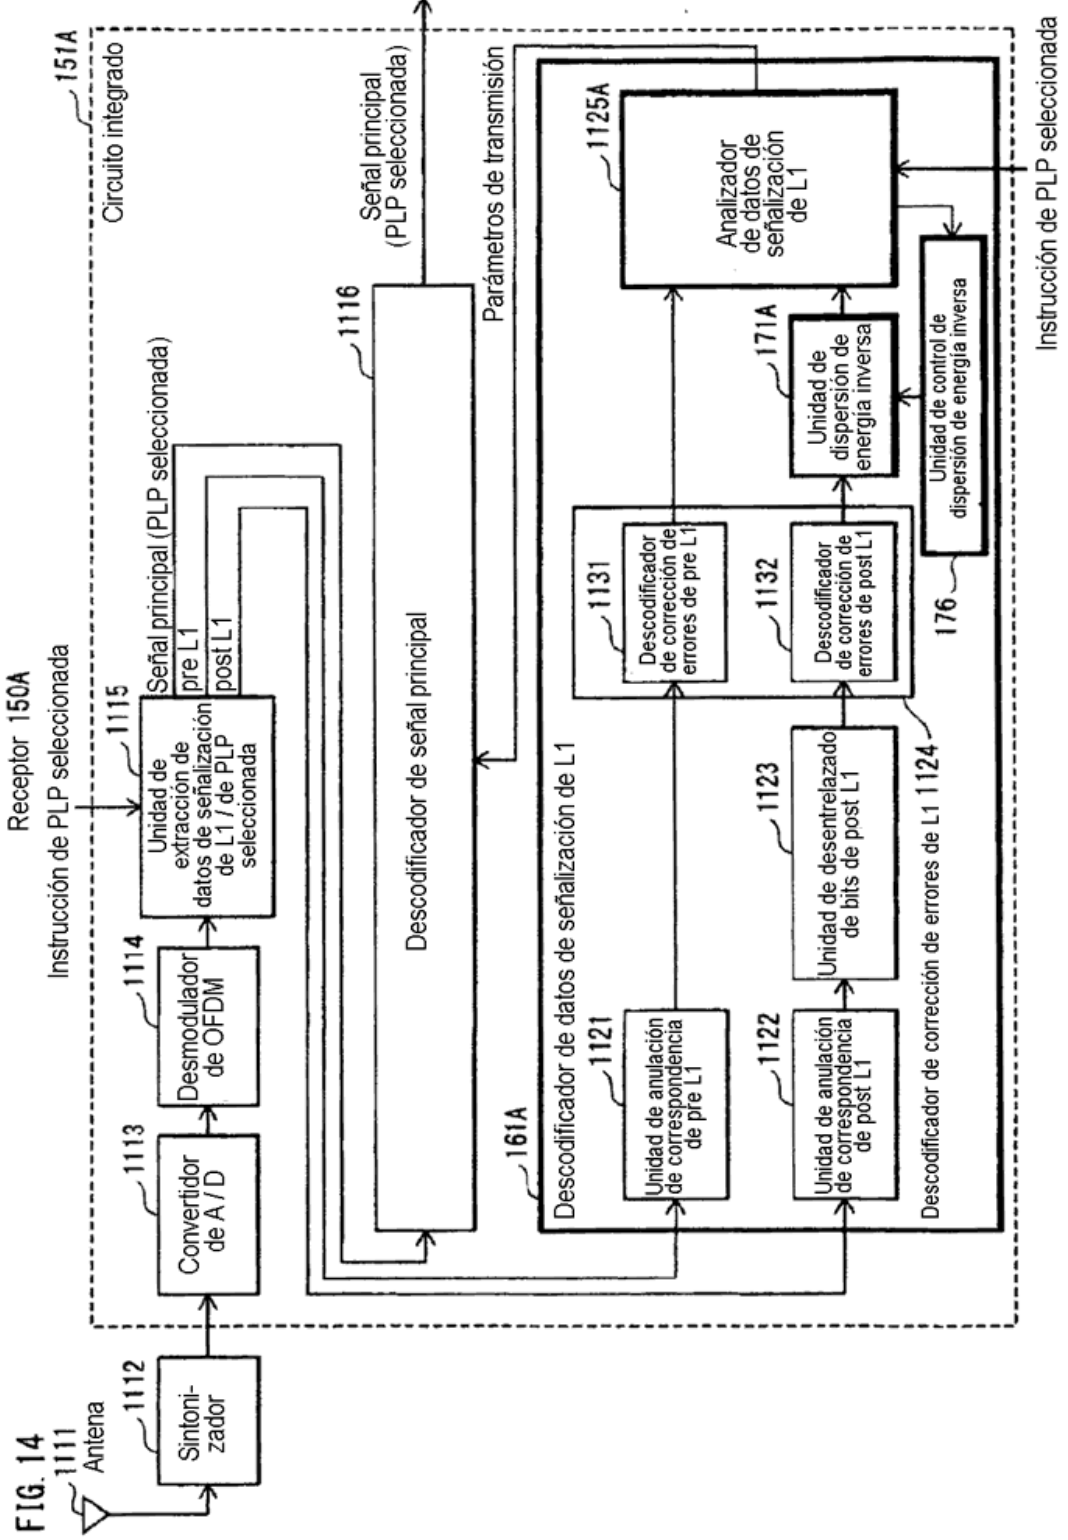 FIG. 14
Receptor 150A
1111
Antena
1112
Sintoni-
zador
1113
Convertidor
de A / D
1114
Desmodulador
de OFDM
Instrucción de PLP seleccionada
1115
Unidad de
extracción de
datos de señalización
de L1 / de PLP
seleccionada
Señal principal (PLP seleccionada)
pre L1
post L1
151A
Circuito integrado
1116
Descodificador de señal principal
Señal principal
(PLP seleccionada)
Parámetros de transmisión
161A
Descodificador de datos de señalización de L1
1121
Unidad de anulación
de correspondencia
de pre L1
1131
Descodificador
de corrección de
errores de pre L1
1125A
Analizador
de datos de
señalización
de L1
1122
Unidad de anulación
de correspondencia
de post L1
1123
Unidad de desentrelazado
de bits de post L1
1132
Descodificador
de corrección de
errores de post L1
171A
Unidad de
dispersión de
energía inversa
Descodificador de corrección de errores de L1 1124
176
Unidad de control de
dispersión de energía inversa
Instrucción de PLP seleccionada